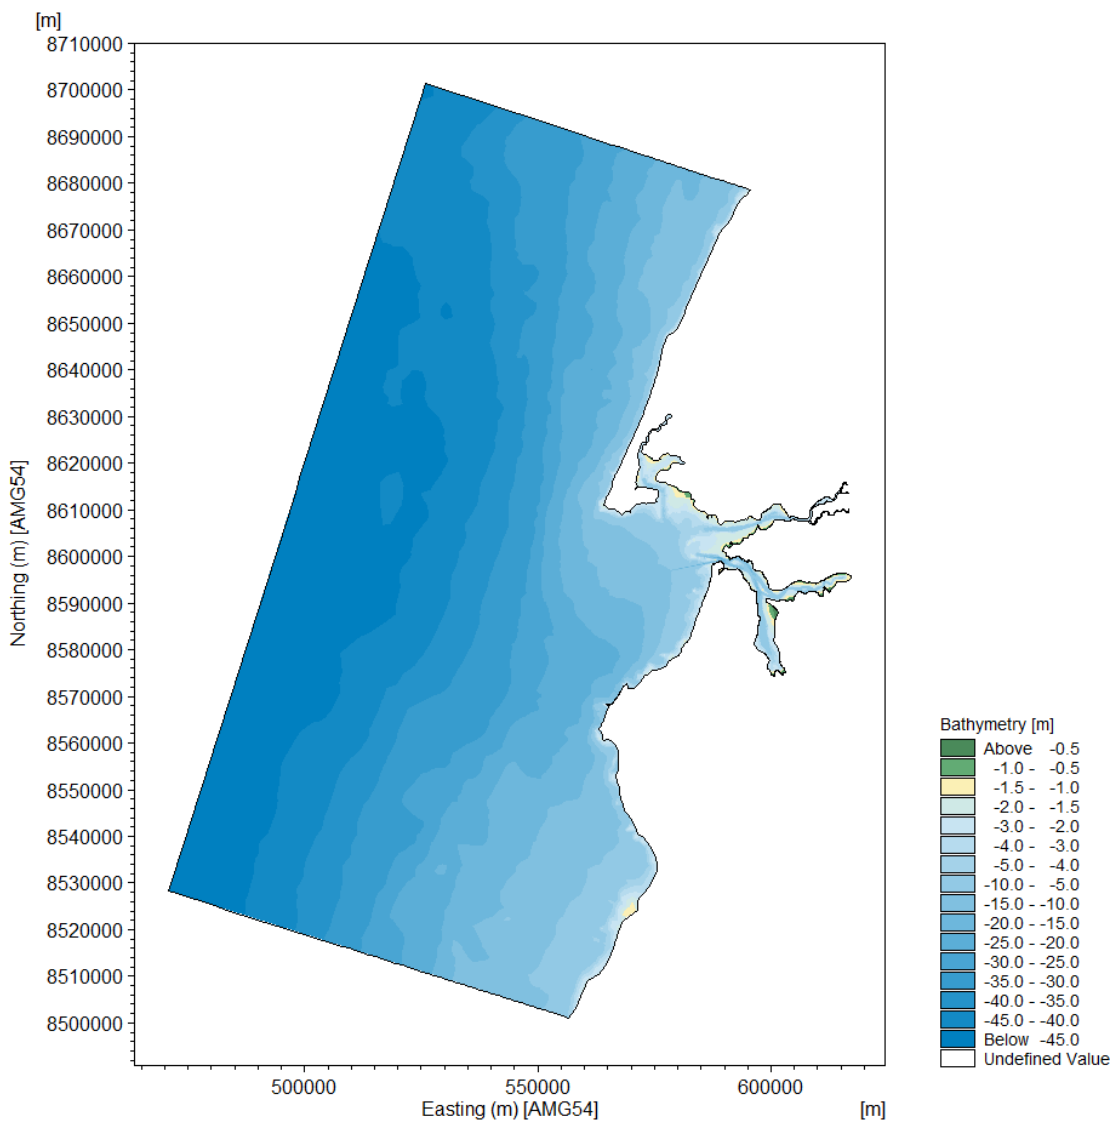 [m]
8710000
8700000
8690000
8680000
8670000
8660000
8650000
8640000
8630000
8620000
8610000
8600000
8590000
8580000
8570000
8560000
8550000
8540000
8530000
8520000
8510000
8500000
Northing (m) [AMG54]
500000 550000 600000
Easting (m) [AMG54]
[m]
Bathymetry [m]
Above -0.5
-1.0 - -0.5
-1.5 - -1.0
-2.0 - -1.5
-3.0 - -2.0
-4.0 - -3.0
-5.0 - -4.0
-10.0 - -5.0
-15.0 - -10.0
-20.0 - -15.0
-25.0 - -20.0
-30.0 - -25.0
-35.0 - -30.0
-40.0 - -35.0
-45.0 - -40.0
Below -45.0
Undefined Value